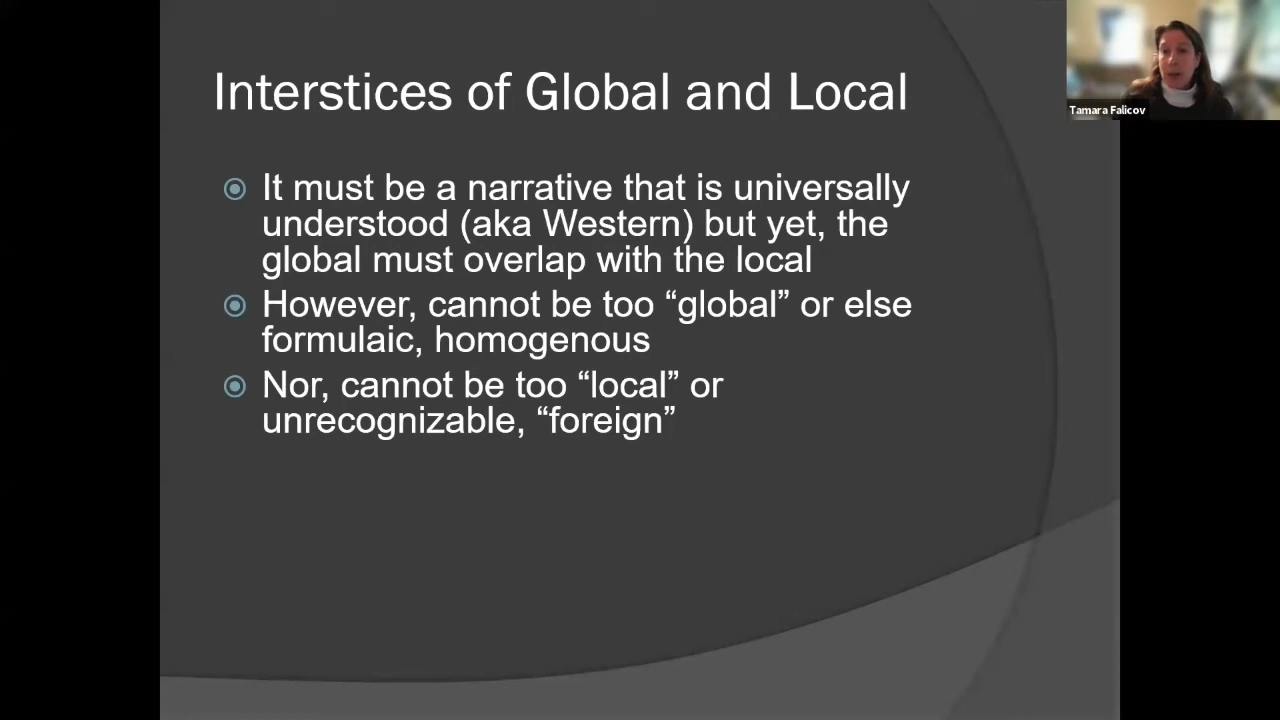 Interstices of Global and Local
It must be a narrative that is universally
understood (aka Western) but yet, the
global must overlap with the local
However, cannot be too “global” or else
formulaic, homogenous
Nor, cannot be too “local” or
unrecognizable, “foreign”
Tamara Falicov